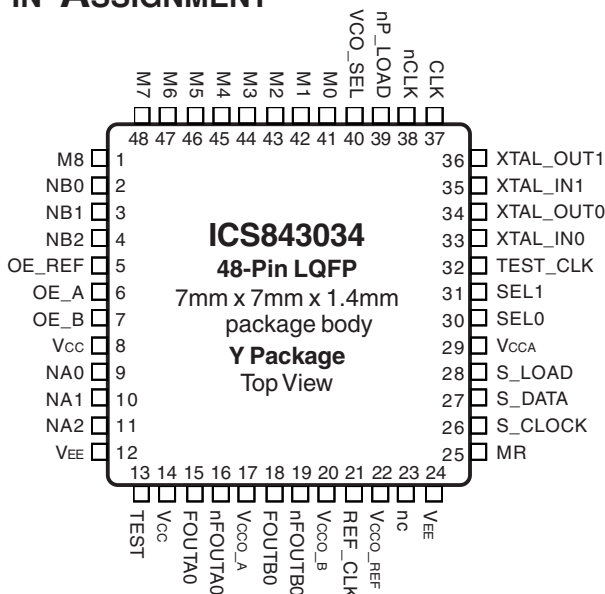 IN ASSIGNMENT
M7 M6 M5 M4 M3 M2 M1 M0 VCO_SEL nP_LOAD nCLK CLK
48 47 46 45 44 43 42 41 40 39 38 37
M8 1
NB0 2
NB1 3
NB2 4
OE_REF 5
OE_A 6
OE_B 7
VCC 8
NA0 9
NA1 10
NA2 11
VEE 12
ICS843034
48-Pin LQFP
7mm x 7mm x 1.4mm
package body
Y Package
Top View
36 XTAL_OUT1
35 XTAL_IN1
34 XTAL_OUT0
33 XTAL_IN0
32 TEST_CLK
31 SEL1
30 SEL0
29 VCCA
28 S_LOAD
27 S_DATA
26 S_CLOCK
25 MR
13 14 15 16 17 18 19 20 21 22 23 24
TEST VCC FOUTA0 nFOUTA0 VCCO_A FOUTB0 nFOUTB0 VCCO_B REF_CLK VCCO_REF nc VEE